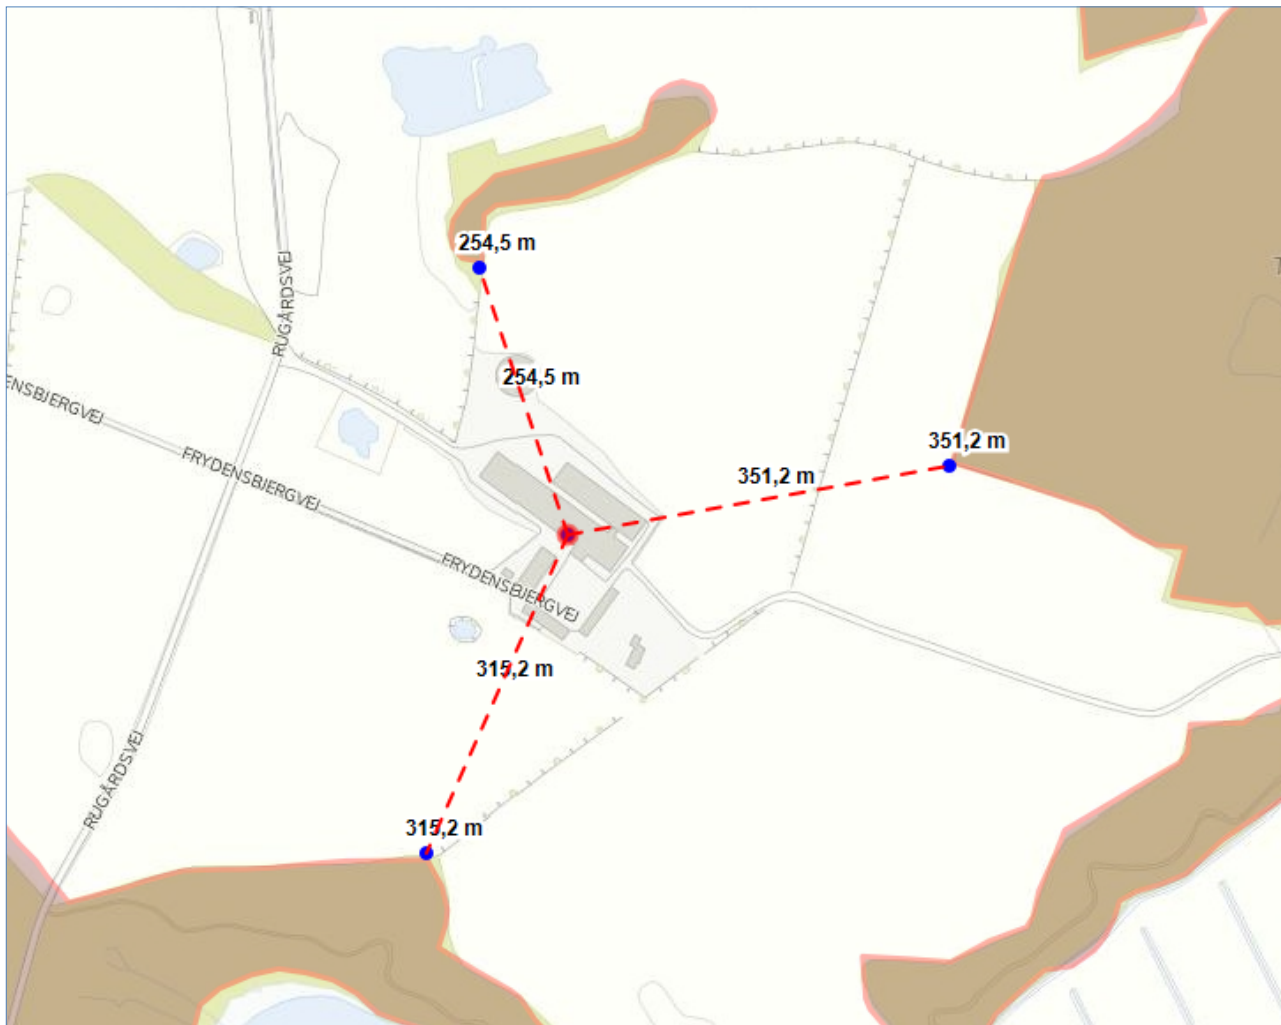 254,5 m
RUGÅRDSVEJ
254,5 m
ENSBJERGVEJ
351,2 m
FRYDENSBJERGVEJ
351,2 m
FRYDENSBJERGVEJ
315,2 m
RUGÅRDSVEJ
315,2 m
T